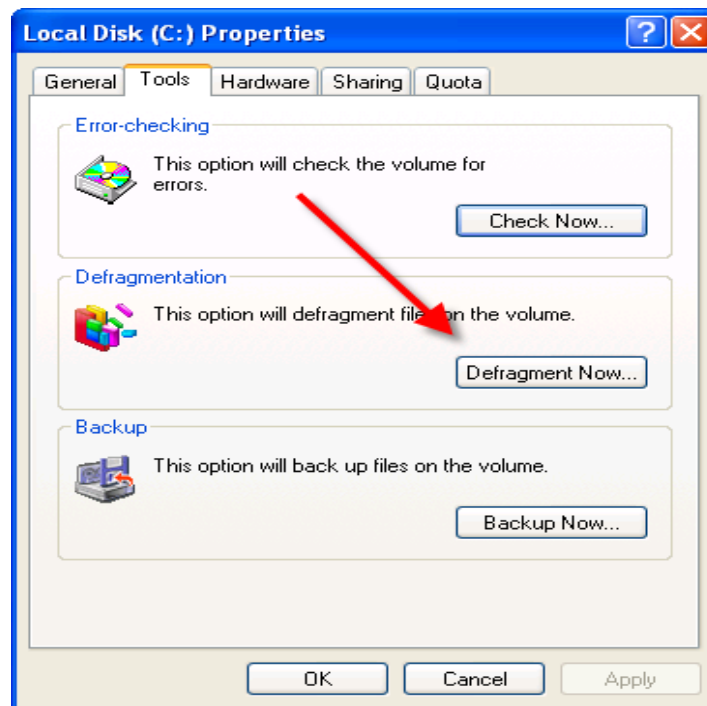 Local Disk (C:) Properties
General Tools Hardware Sharing Quota
Error-checking
This option will check the volume for
errors.
Check Now...
Defragmentation
This option will defragment files on the volume.
Defragment Now...
Backup
This option will back up files on the volume.
Backup Now...
OK Cancel Apply